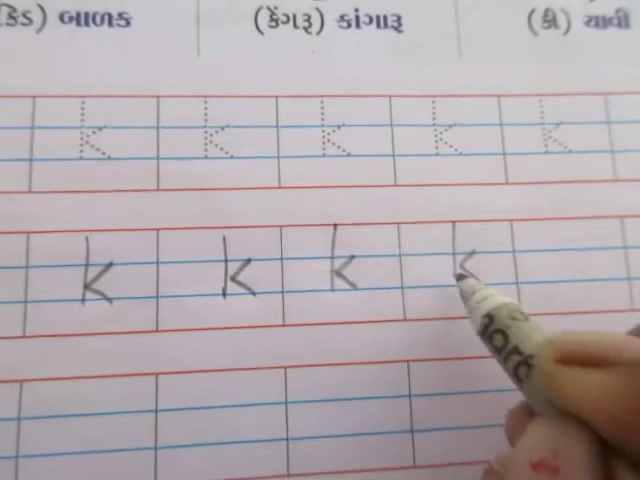 (કિડ) બાળક (કેંગરૂ) કાંગારૂ (કી) ચાવી
k k k k k
k k k k